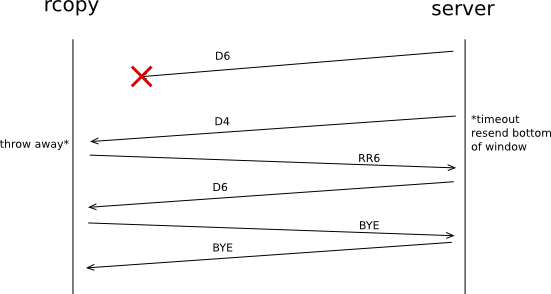 rcopy
server
D6
D4
*timeout
resend bottom
of window
throw away*
RR6
D6
BYE
BYE